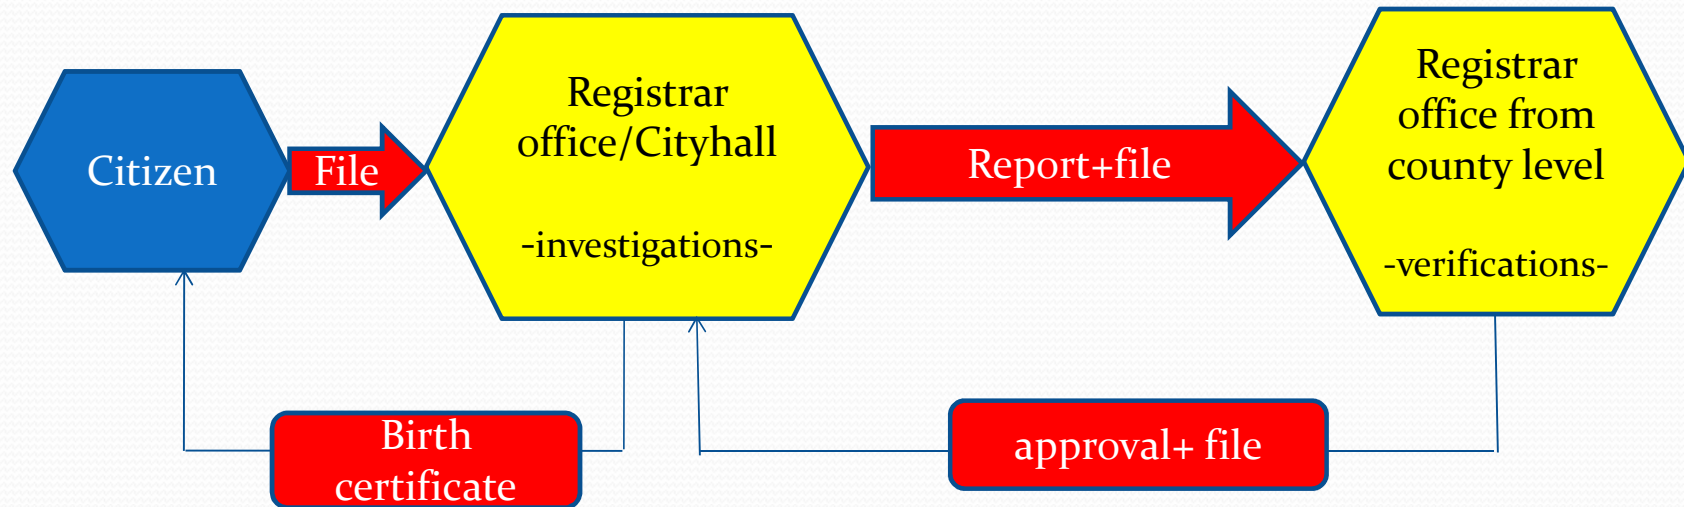 Citizen
File
Registrar
office/Cityhall
-investigations-
Report+file
Registrar
office from
county level
-verifications-
Birth
certificate
approval+ file